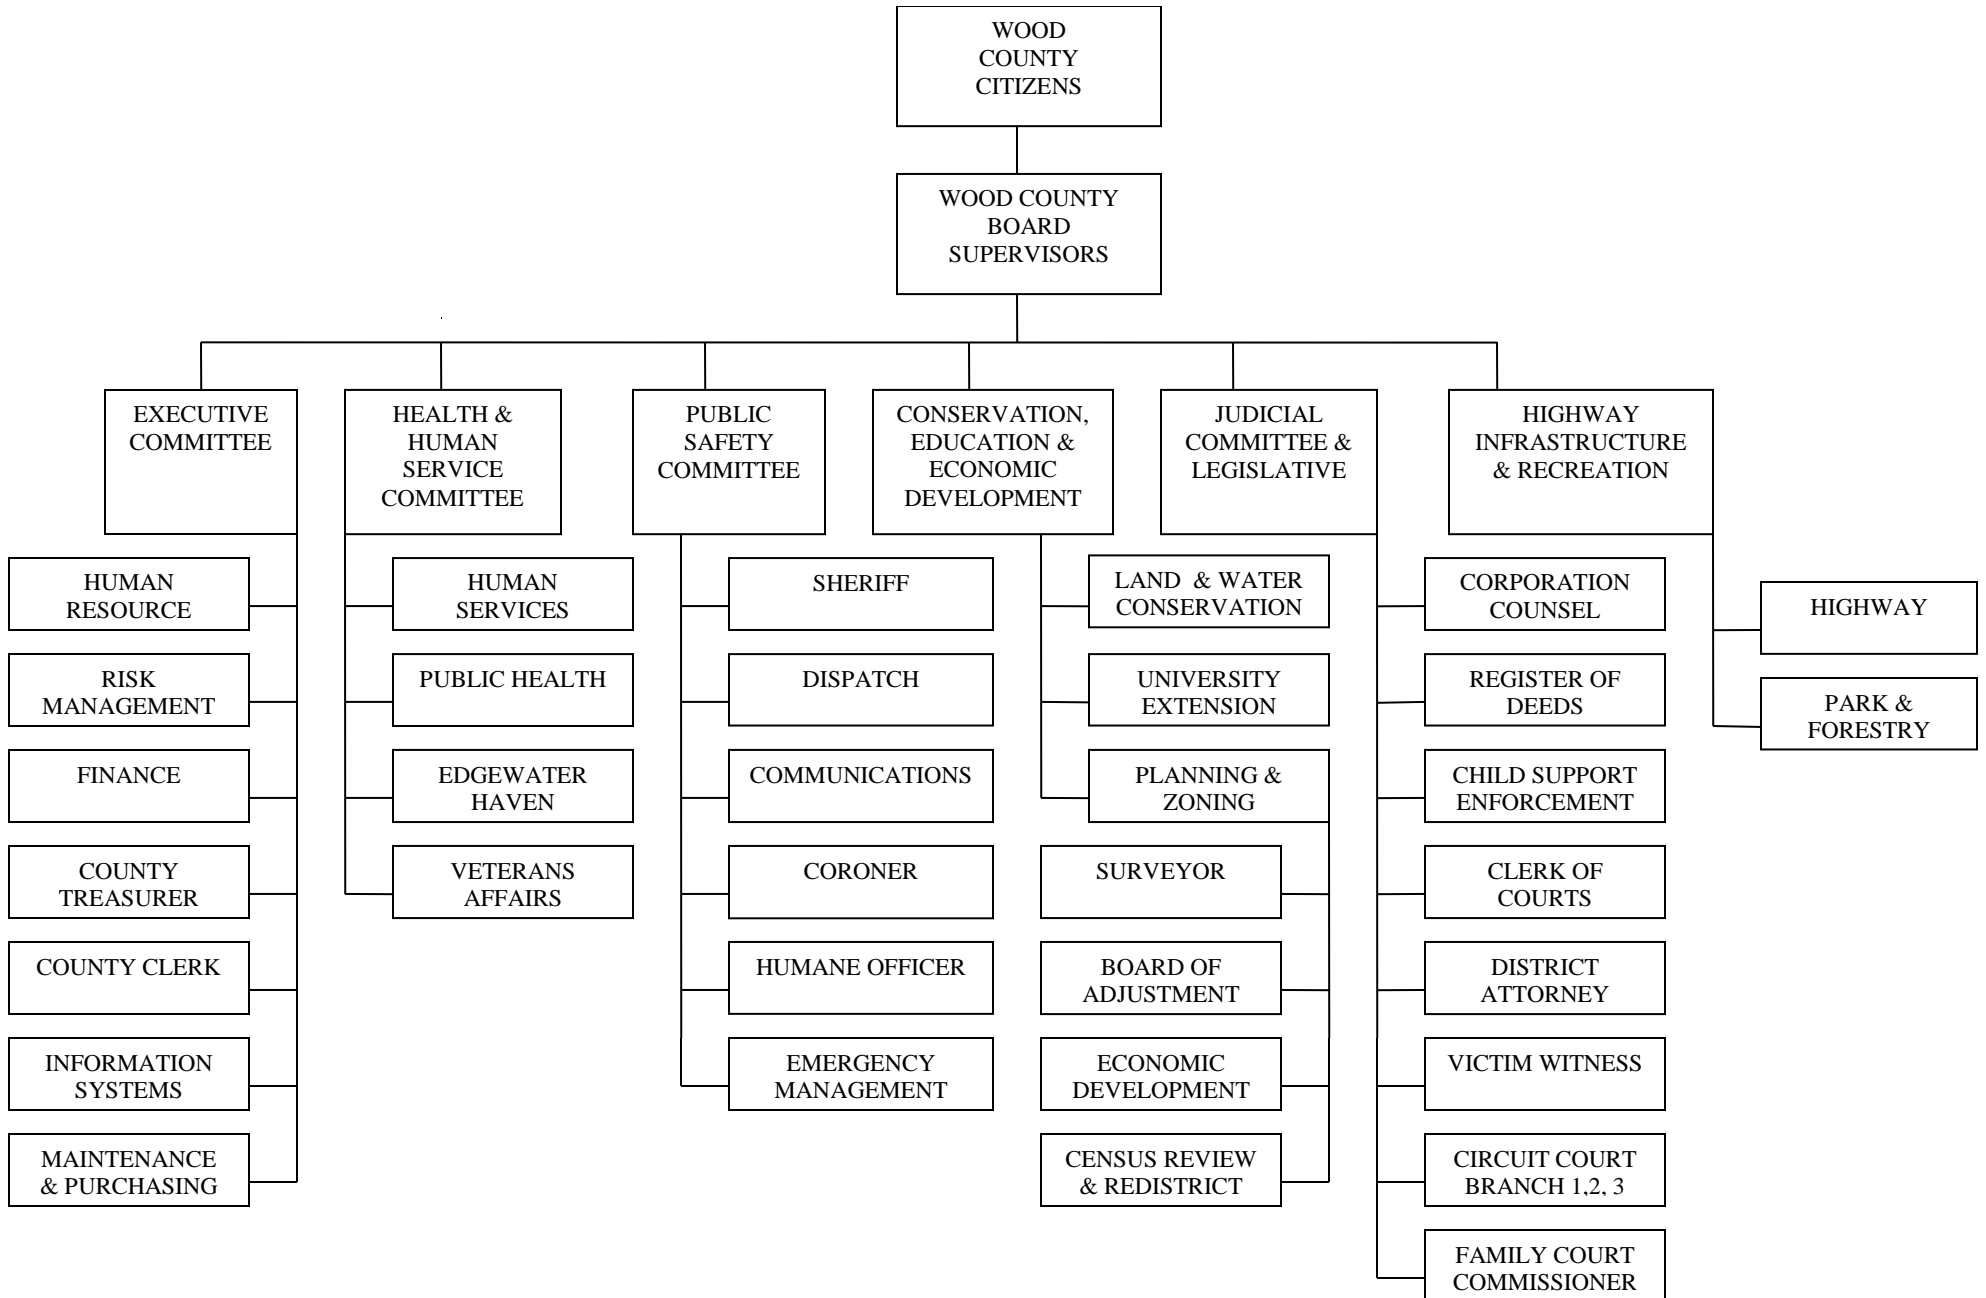 WOOD
COUNTY
CITIZENS
WOOD COUNTY
BOARD
SUPERVISORS
EXECUTIVE
COMMITTEE
HEALTH &
HUMAN
SERVICE
COMMITTEE
PUBLIC
SAFETY
COMMITTEE
CONSERVATION,
EDUCATION &
ECONOMIC
DEVELOPMENT
JUDICIAL
COMMITTEE &
LEGISLATIVE
HIGHWAY
INFRASTRUCTURE
& RECREATION
HUMAN
RESOURCE
RISK
MANAGEMENT
FINANCE
COUNTY
TREASURER
COUNTY CLERK
INFORMATION
SYSTEMS
MAINTENANCE
& PURCHASING
HUMAN
SERVICES
PUBLIC HEALTH
EDGEWATER
HAVEN
VETERANS
AFFAIRS
SHERIFF
DISPATCH
COMMUNICATIONS
CORONER
HUMANE OFFICER
EMERGENCY
MANAGEMENT
LAND & WATER
CONSERVATION
UNIVERSITY
EXTENSION
PLANNING &
ZONING
SURVEYOR
BOARD OF
ADJUSTMENT
ECONOMIC
DEVELOPMENT
CENSUS REVIEW
& REDISTRICT
CORPORATION
COUNSEL
REGISTER OF
DEEDS
CHILD SUPPORT
ENFORCEMENT
CLERK OF
COURTS
DISTRICT
ATTORNEY
VICTIM WITNESS
CIRCUIT COURT
BRANCH 1,2, 3
FAMILY COURT
COMMISSIONER
HIGHWAY
PARK &
FORESTRY